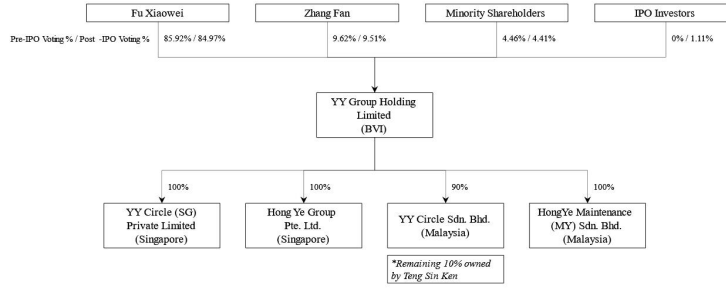 Fu Xiaowei
Zhang Fan
Minority Shareholders
IPO Investors
Pre-IPO Voting % / Post -IPO Voting %
85.92% / 84.97%
9.62% / 9.51%
4.46% / 4.41%
0% / 1.11%
YY Group Holding
Limited
(BVI)
100%
100%
90%
100%
YY Circle (SG)
Private Limited
(Singapore)
Hong Ye Group
Pte. Ltd.
(Singapore)
YY Circle Sdn. Bhd.
(Malaysia)
HongYe Maintenance
(MY) Sdn. Bhd.
(Malaysia)
*Remaining 10% owned
by Teng Sin Ken